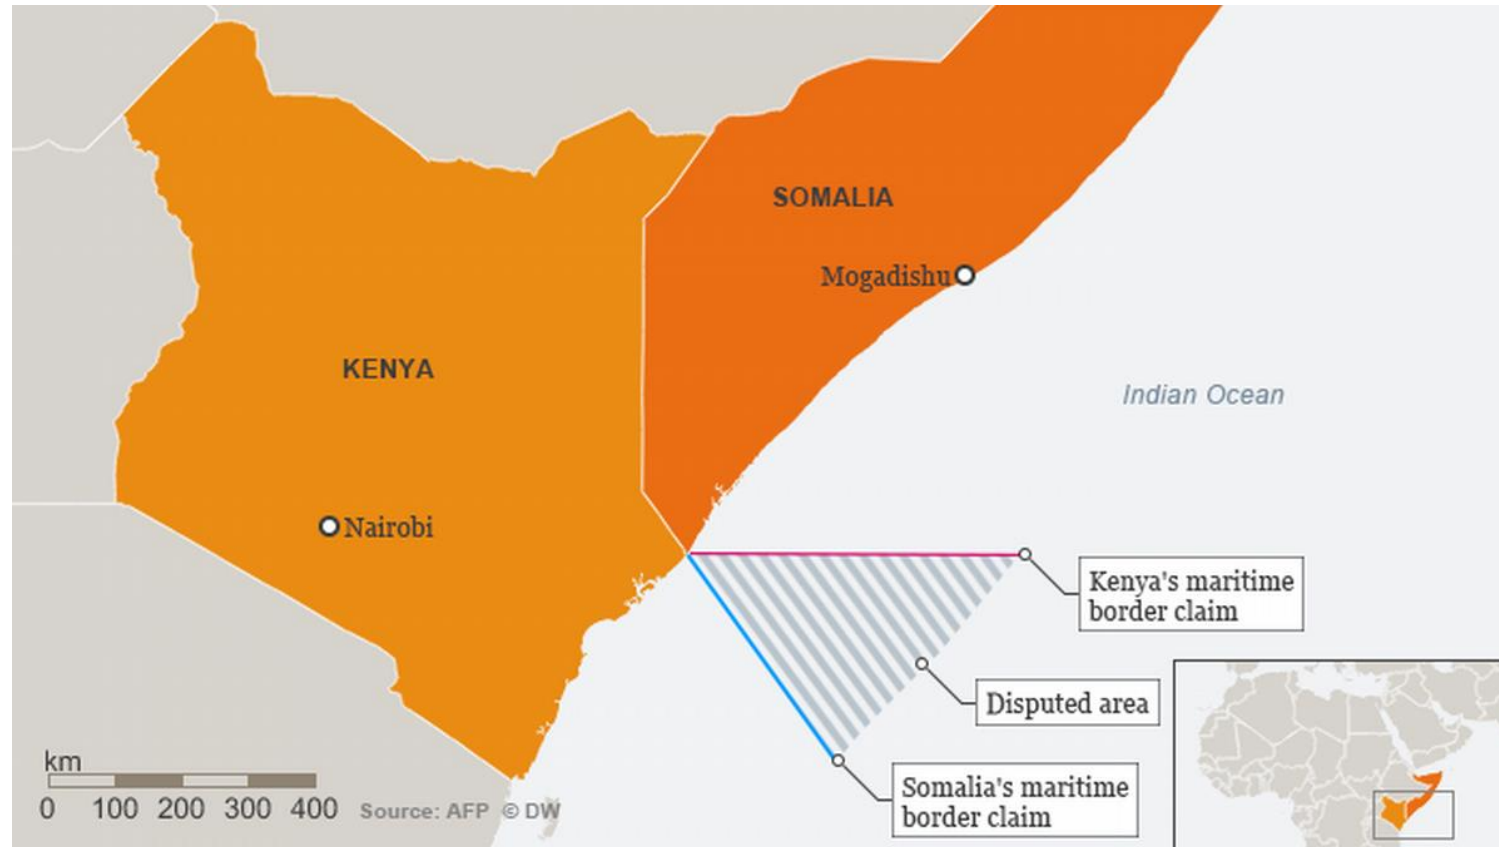 SOMALIA
Mogadishu
KENYA
Indian Ocean
Nairobi
Kenya's maritime
border claim
Disputed area
Somalia's maritime
border claim
km
0 100 200 300 400
Source: AFP © DW